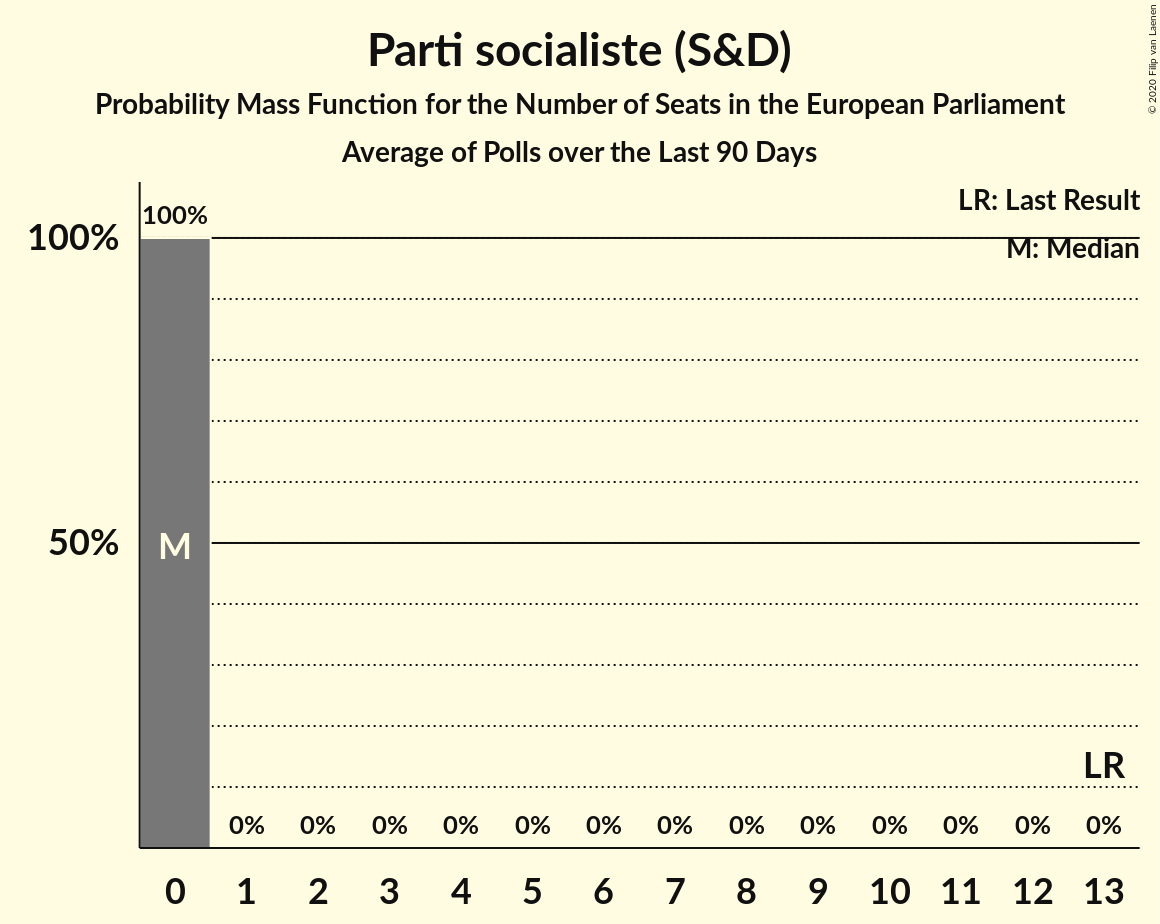 Parti socialiste (S&D)
Probability Mass Function for the Number of Seats in the European Parliament
Average of Polls over the Last 90 Days
© 2020 Filip van Laenen
LR: Last Result
M: Median
100%
100%
50%
M
LR
0% 0% 0% 0% 0% 0% 0% 0% 0% 0% 0% 0% 0%
0 1 2 3 4 5 6 7 8 9 10 11 12 13